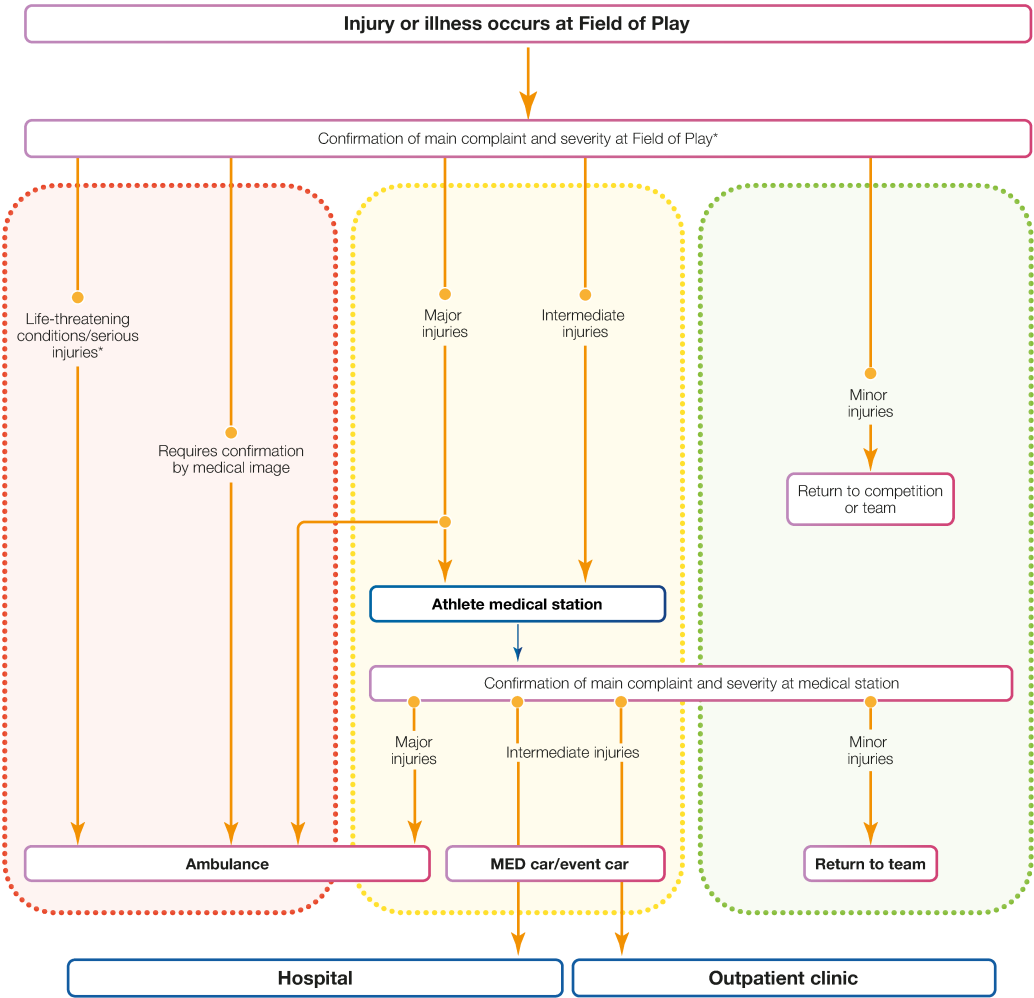 Injury or illness occurs at Field of Play
Confirmation of main complaint and severity at Field of Play*
Life-threatening
conditions/serious
injuries*
Requires confirmation
by medical image
Major
injuries
Intermediate
injuries
Minor
injuries
Return to competition
or team
Athlete medical station
Confirmation of main complaint and severity at medical station
Major
injuries
Intermediate injuries
Minor
injuries
Ambulance
MED car/event car
Return to team
Hospital
Outpatient clinic